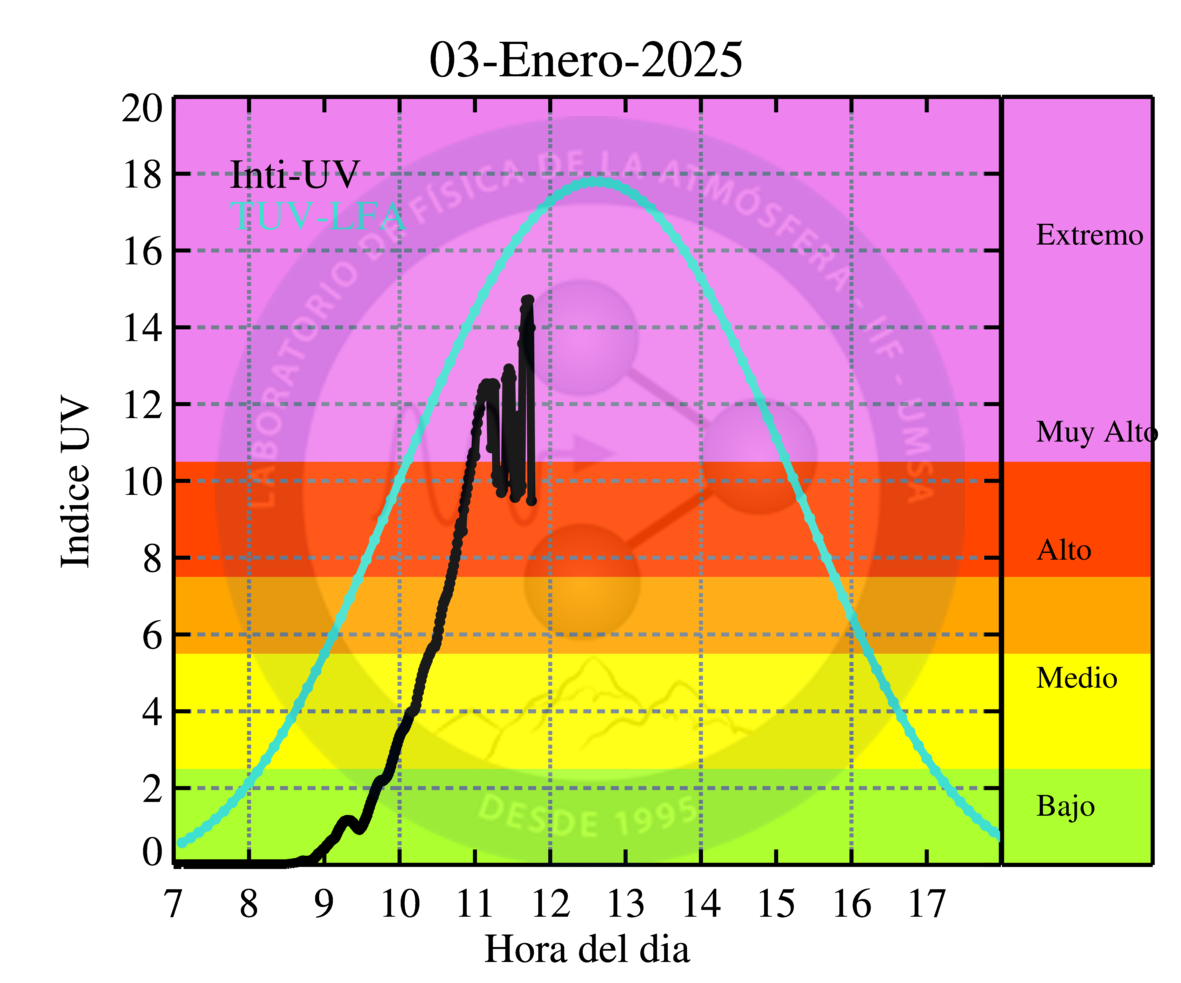 03-Enero-2025
20
18
16
14
12
10
8
6
4
2
0
Indice UV
Inti-UV
TUV-LFA
LABORATORIO DE FÍSICA DE LA ATMÓSFERA - IIF - UMSA
DESDE 1995
Extremo
Muy Alto
Alto
Medio
Bajo
7 8 9 10 11 12 13 14 15 16 17
Hora del dia